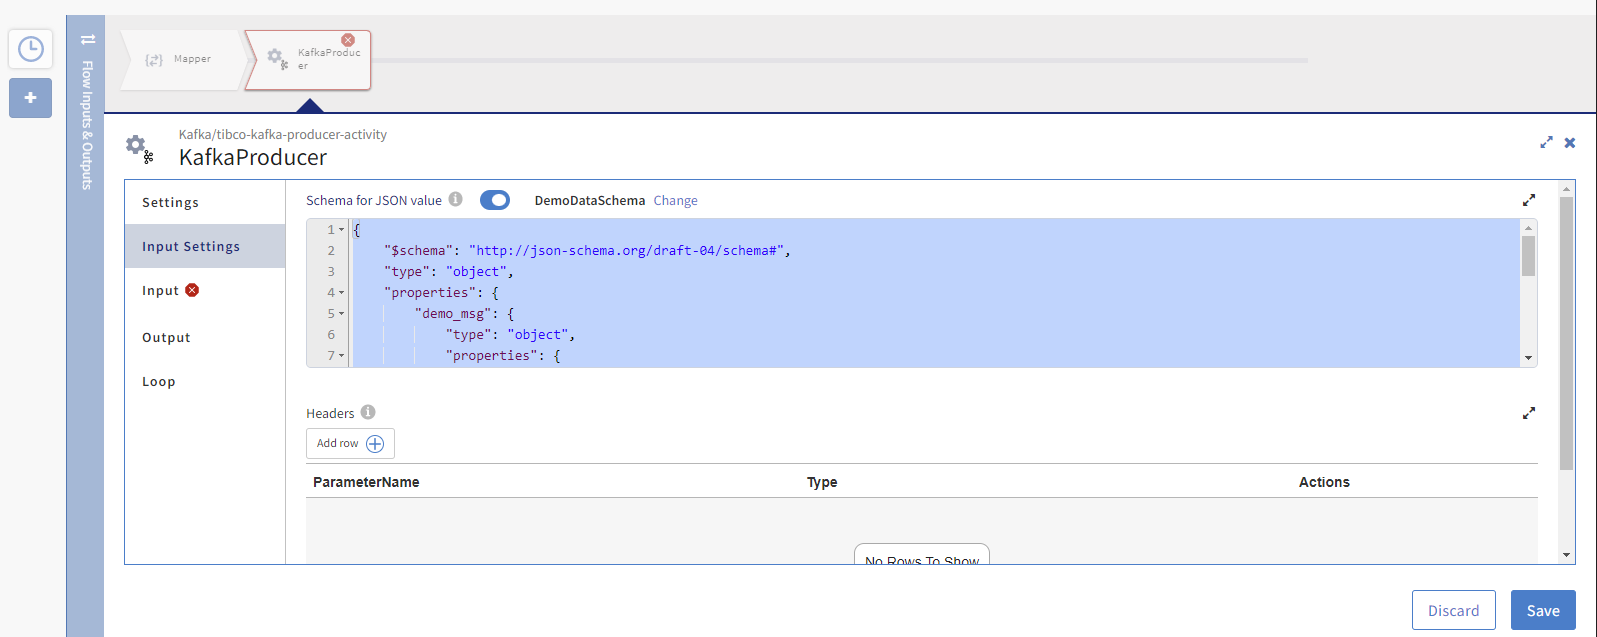 Flow Inputs & Outputs
Mapper
KafkaProduc
er
Kafka/tibco-kafka-producer-activity
KafkaProducer
Settings
Input Settings
Input
Output
Loop
Schema for JSON value
DemoDataSchema Change
1 {
2 "$schema": "http://json-schema.org/draft-04/schema#",
3 "type": "object",
4 "properties": {
5 "demo_msg": {
6 "type": "object",
7 "properties": {
Headers
Add row
ParameterName Type Actions
No Rows To Show
Discard Save